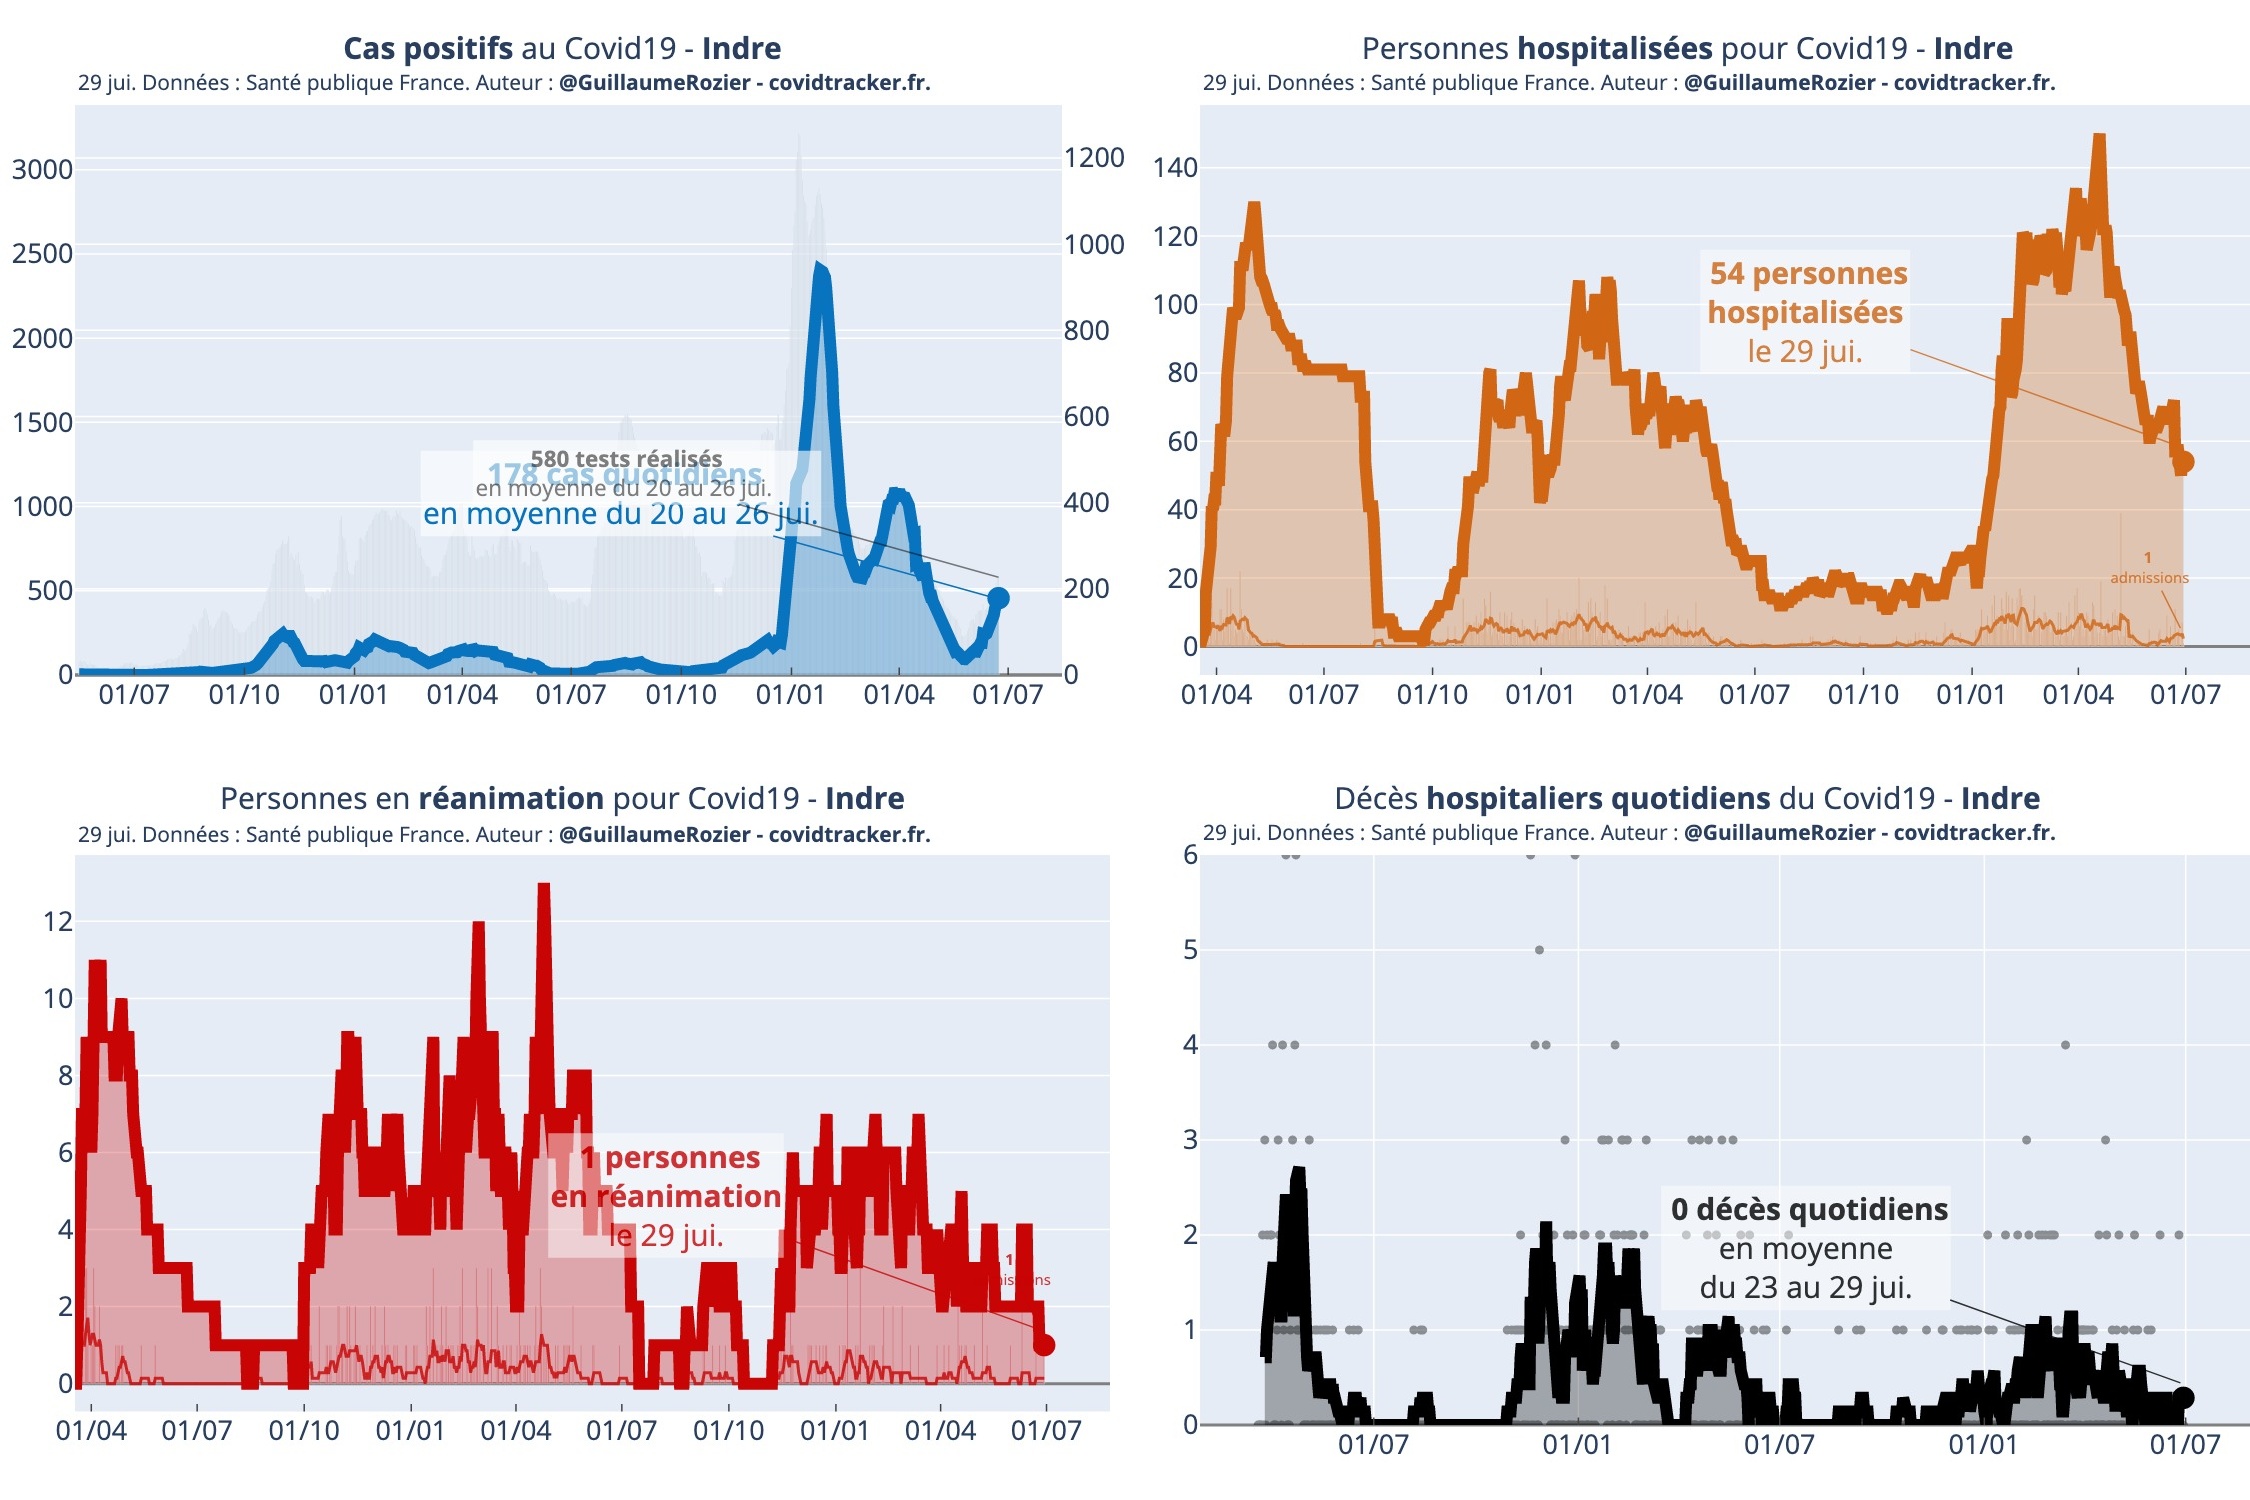 Cas positifs au Covid19 - Indre
29 jui. Données : Santé publique France. Auteur : @GuillaumeRozier - covidtracker.fr.
3000
2500
2000
1500
1000
500
0
1200
1000
800
600
400
200
0
580 tests réalisés
en moyenne du 20 au 26 jui.
178 cas quotidiens
en moyenne du 20 au 26 jui.
01/07 01/10 01/01 01/04 01/07 01/10 01/01 01/04 01/07
Personnes hospitalisées pour Covid19 - Indre
29 jui. Données : Santé publique France. Auteur : @GuillaumeRozier - covidtracker.fr.
140
120
100
80
60
40
20
0
54 personnes
hospitalisées
le 29 jui.
1
admissions
01/04 01/07 01/10 01/01 01/04 01/07 01/10 01/01 01/04 01/07
Personnes en réanimation pour Covid19 - Indre
29 jui. Données : Santé publique France. Auteur : @GuillaumeRozier - covidtracker.fr.
12
10
8
6
4
2
0
1 personnes
en réanimation
le 29 jui.
1
01/04 01/07 01/10 01/01 01/04 01/07 01/10 01/01 01/04 01/07
Décès hospitaliers quotidiens du Covid19 - Indre
29 jui. Données : Santé publique France. Auteur : @GuillaumeRozier - covidtracker.fr.
6
5
4
3
2
1
0
0 décès quotidiens
en moyenne
du 23 au 29 jui.
01/07 01/01 01/07 01/01 01/07